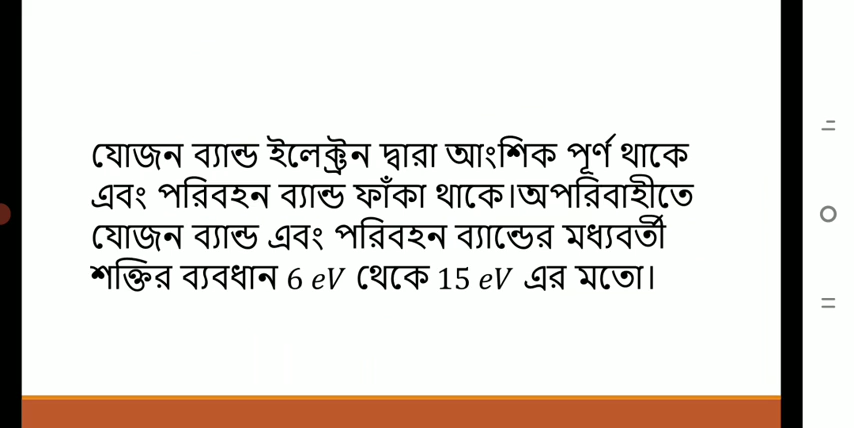 যোজন ব্যান্ড ইলেক্ট্রন দ্বারা আংশিক পূর্ণ থাকে
এবং পরিবহন ব্যান্ড ফাঁকা থাকে।অপরিবাহীতে
যোজন ব্যান্ড এবং পরিবহন ব্যান্ডের মধ্যবর্তী
শক্তির ব্যবধান 6 eV থেকে 15 eV এর মতো।